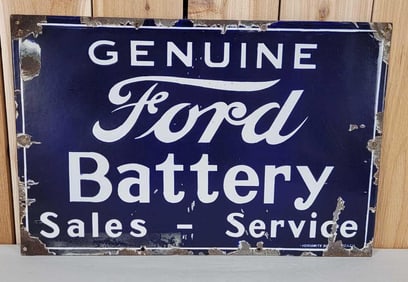 GENUINE
Ford
Battery
Sales - Service